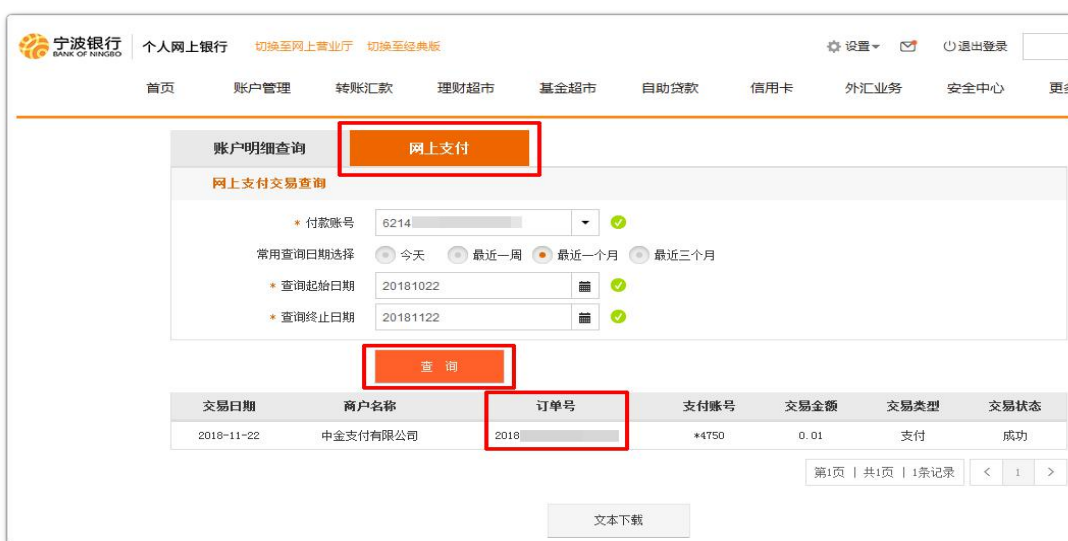 宁波银行 个人网上银行 切换至网上营业厅 切换至经典版 设置 退出登录
BANK OF NINGBO
首页 账户管理 转账汇款 理财超市 基金超市 自助贷款 信用卡 外汇业务 安全中心
账户明细查询 网上支付
网上支付交易查询
* 付款账号 6214
常用查询日期选择 今天 最近一周 最近一个月 最近三个月
* 查询起始日期 20181022
* 查询终止日期 20181122
查 询
交易日期 商户名称 订单号 支付账号 交易金额 交易类型 交易状态
2018-11-22 中金支付有限公司 2018 *4750 0.01 支付 成功
第1页 | 共1页 | 1条记录 < 1 >
文本下载